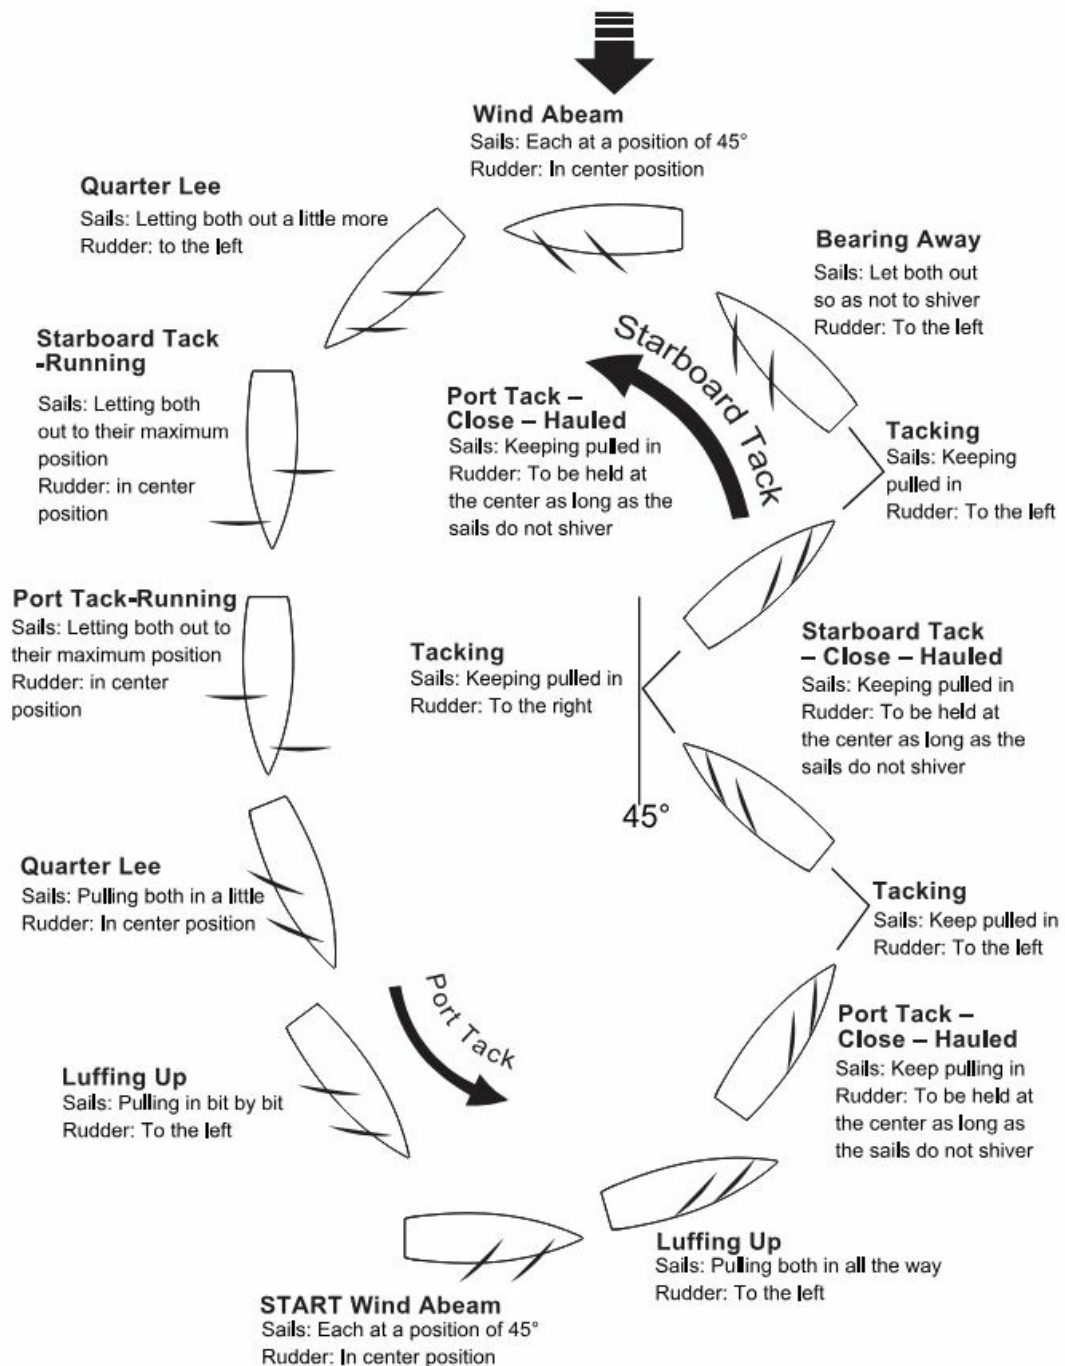 Wind Abeam
Sails: Each at a position of 45°
Rudder: In center position
Quarter Lee
Sails: Letting both out a little more
Rudder: to the left
Bearing Away
Sails: Let both out
so as not to shiver
Rudder: To the left
Starboard Tack
-Running
Sails: Letting both
out to their maximum
position
Rudder: in center
position
Starboard Tack
Port Tack –
Close – Hauled
Sails: Keeping pulled in
Rudder: To be held at
the center as long as the
sails do not shiver
Tacking
Sails: Keeping
pulled in
Rudder: To the left
Port Tack-Running
Sails: Letting both out to
their maximum position
Rudder: in center
position
Tacking
Sails: Keeping pulled in
Rudder: To the right
Starboard Tack
– Close – Hauled
Sails: Keeping pulled in
Rudder: To be held at
the center as long as the
sails do not shiver
45°
Quarter Lee
Sails: Pulling both in a little
Rudder: In center position
Tacking
Sails: Keep pulled in
Rudder: To the left
Port Tack
Port Tack –
Close – Hauled
Sails: Keep pulling in
Rudder: To be held at
the center as long as
the sails do not shiver
Luffing Up
Sails: Pulling in bit by bit
Rudder: To the left
Luffing Up
Sails: Pulling both in all the way
Rudder: To the left
START Wind Abeam
Sails: Each at a position of 45°
Rudder: In center position